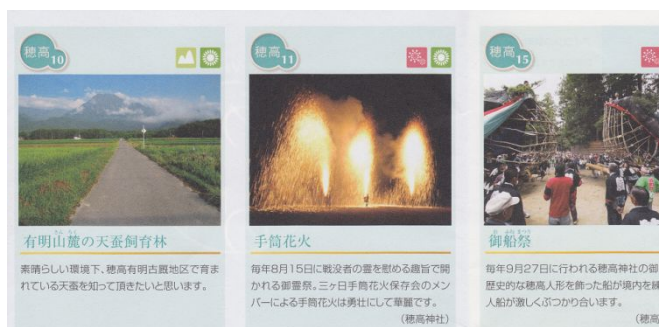 穂高10
有明山麓の天蚕飼育林
素晴らしい環境下、穂高有明古厩地区で育ま
れている天蚕を知って頂きたいと思います。
穂高11
手筒花火
毎年8月15日に戦没者の霊を慰める趣旨で開
かれる御霊祭。三ヶ日手筒花火保存会のメン
バーによる手筒花火は勇壮にして華麗です。
(穂高神社)
穂高15
御船祭
毎年9月27日に行われる穂高神社の御
歴史的な穂高人形を飾った船が境内を練
人船が激しくぶつかり合います。
(穂高